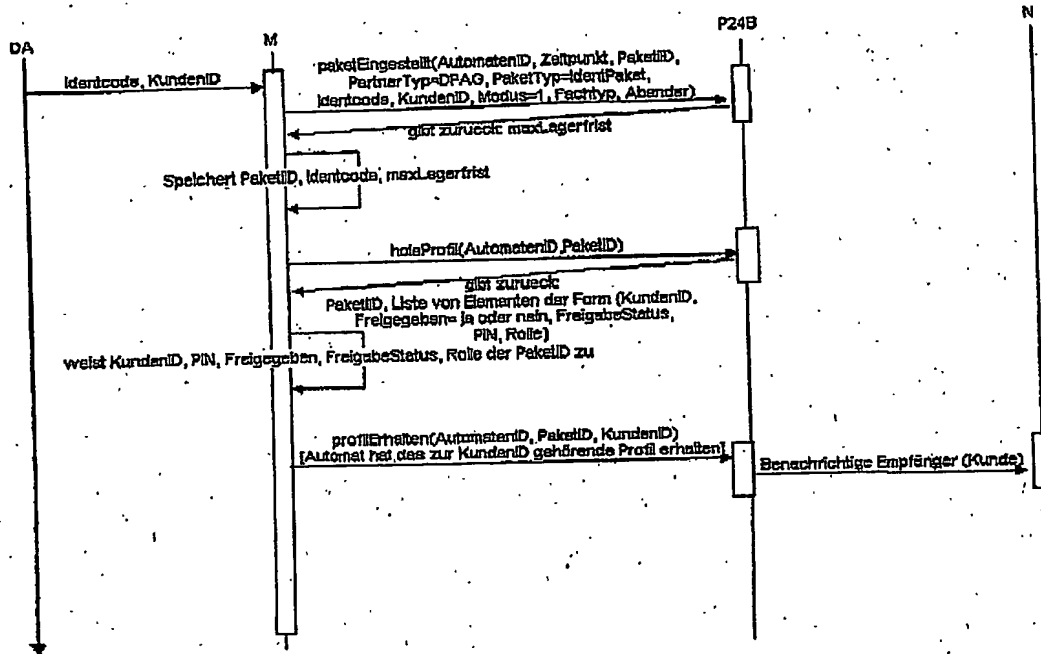 DA
M
P24B
N
Identcode, KundenID
paketEingestellt(AutomatenID, Zeitpunkt, PaketID,
PartnerTyp=DPAG, PaketTyp=IdentPaket,
Identcode, KundenID, Modus=1, Fachtyp, Absender)
gibt zurueck: maxLagerfrist
Speichert PaketID, Identcode, maxLagerfrist
holeProfil(AutomatenID,PaketID)
gibt zurueck:
PaketID, Liste von Elementen der Form (KundenID,
Freigegeben= ja oder nein, FreigabeStatus,
PIN, Rolle)
weist KundenID, PIN, Freigegeben, FreigabeStatus, Rolle der PaketID zu
profilErhalten(AutomatenID, PaketID, KundenID)
[Automat hat das zur KundenID gehörende Profil erhalten]
Benachrichtige Empfänger (Kunde)